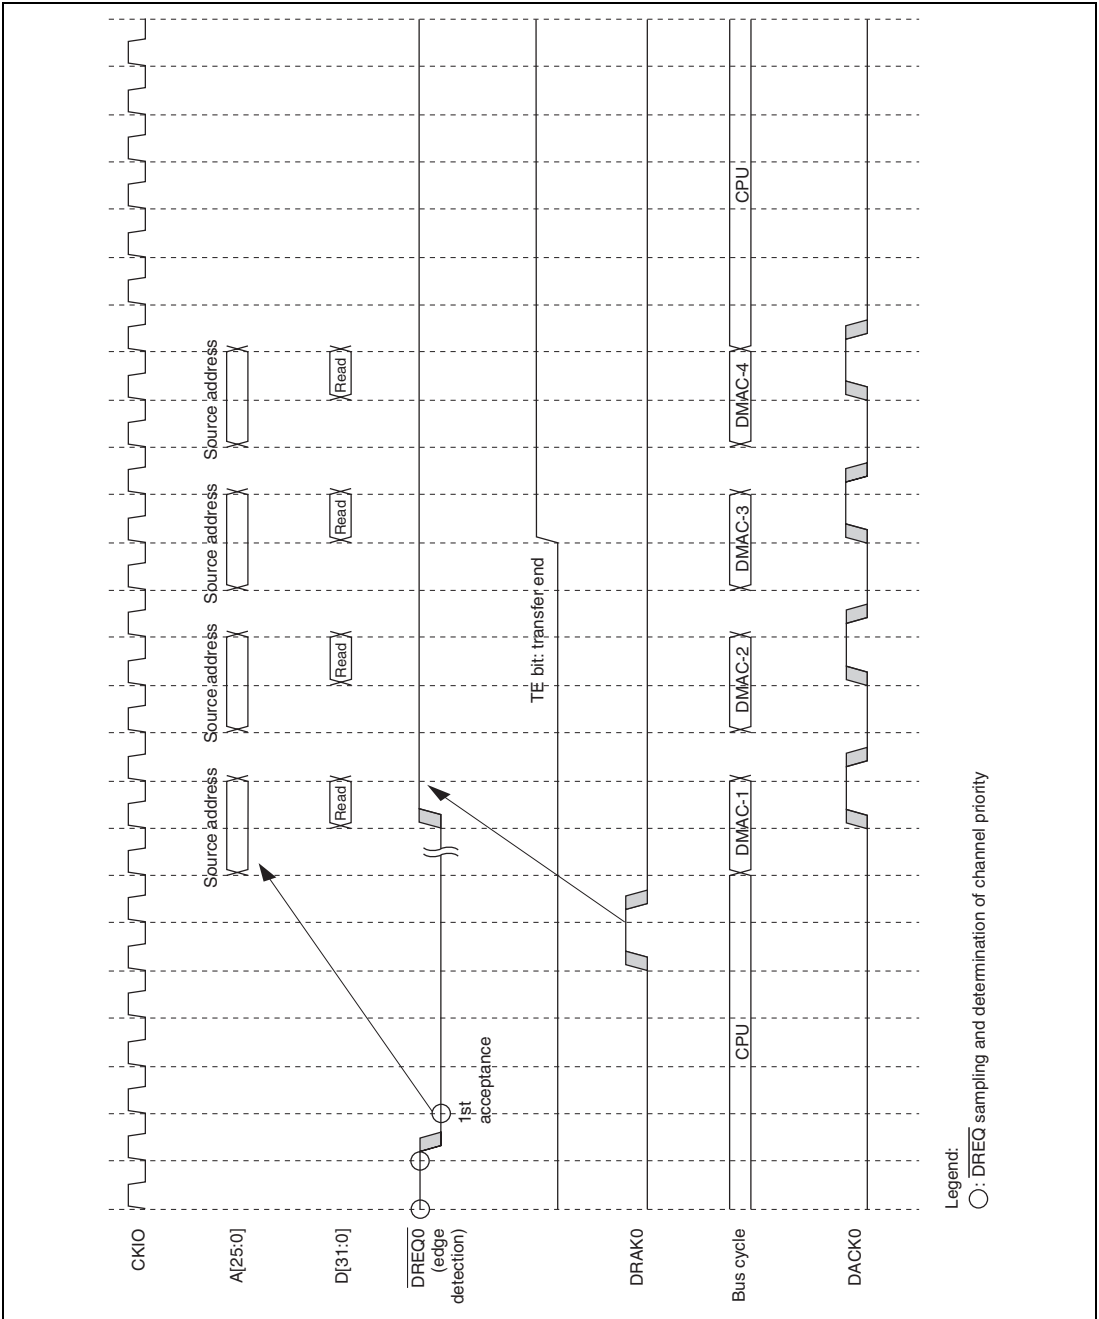 CKIO
A[25:0]
Source address
Source address
Source address
Source address
D[31:0]
Read
Read
Read
Read
DREQ0
(edge
detection)
1st
acceptance
TE bit: transfer end
DRAK0
Bus cycle
CPU
DMAC-1
DMAC-2
DMAC-3
DMAC-4
CPU
DACK0
Legend:
○: DREQ sampling and determination of channel priority